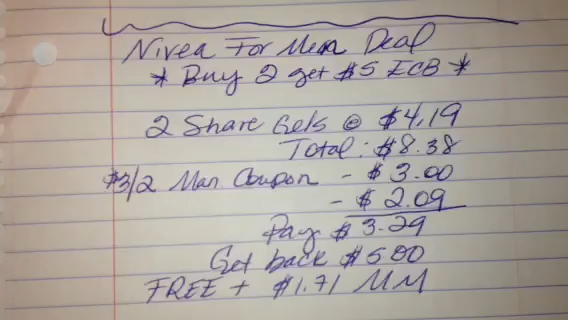 Nivea For Men Deal
* Buy 2 get $5 ECB *
2 Shave Gels @ $4.19
Total: $8.38
$3/2 Man. Coupon - $3.00
- $2.09
Pay $3.29
Get back $5.00
FREE + $1.71 MM